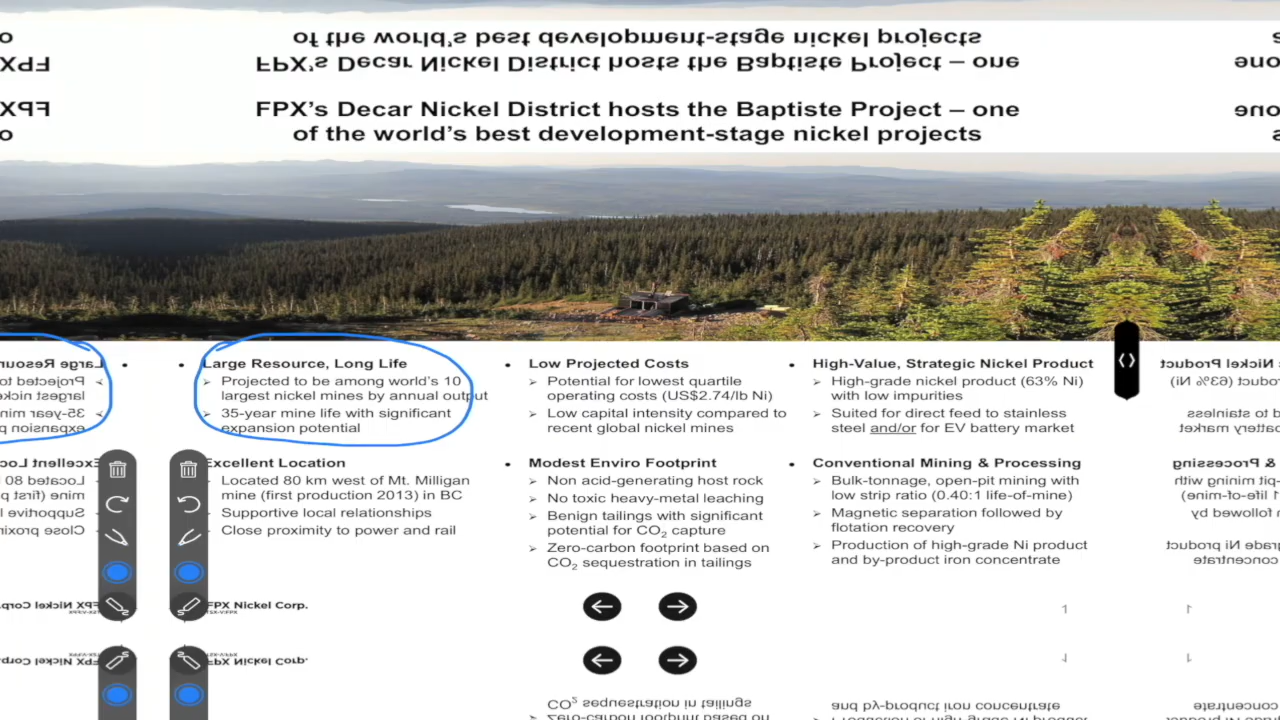 FPX's Decar Nickel District hosts the Baptiste Project – one
of the world's best development-stage nickel projects
• Large Resource, Long Life
➢ Projected to be among world's 10
largest nickel mines by annual output
➢ 35-year mine life with significant
expansion potential
Excellent Location
Located 80 km west of Mt. Milligan
mine (first production 2013) in BC
Supportive local relationships
Close proximity to power and rail
• Low Projected Costs
➢ Potential for lowest quartile
operating costs (US$2.74/lb Ni)
➢ Low capital intensity compared to
recent global nickel mines
• Modest Enviro Footprint
➢ Non acid-generating host rock
➢ No toxic heavy-metal leaching
➢ Benign tailings with significant
potential for CO2 capture
➢ Zero-carbon footprint based on
CO2 sequestration in tailings
• High-Value, Strategic Nickel Product
➢ High-grade nickel product (63% Ni)
with low impurities
➢ Suited for direct feed to stainless
steel and/or for EV battery market
• Conventional Mining & Processing
➢ Bulk-tonnage, open-pit mining with
low strip ratio (0.40:1 life-of-mine)
➢ Magnetic separation followed by
flotation recovery
➢ Production of high-grade Ni product
and by-product iron concentrate
FPX Nickel Corp.